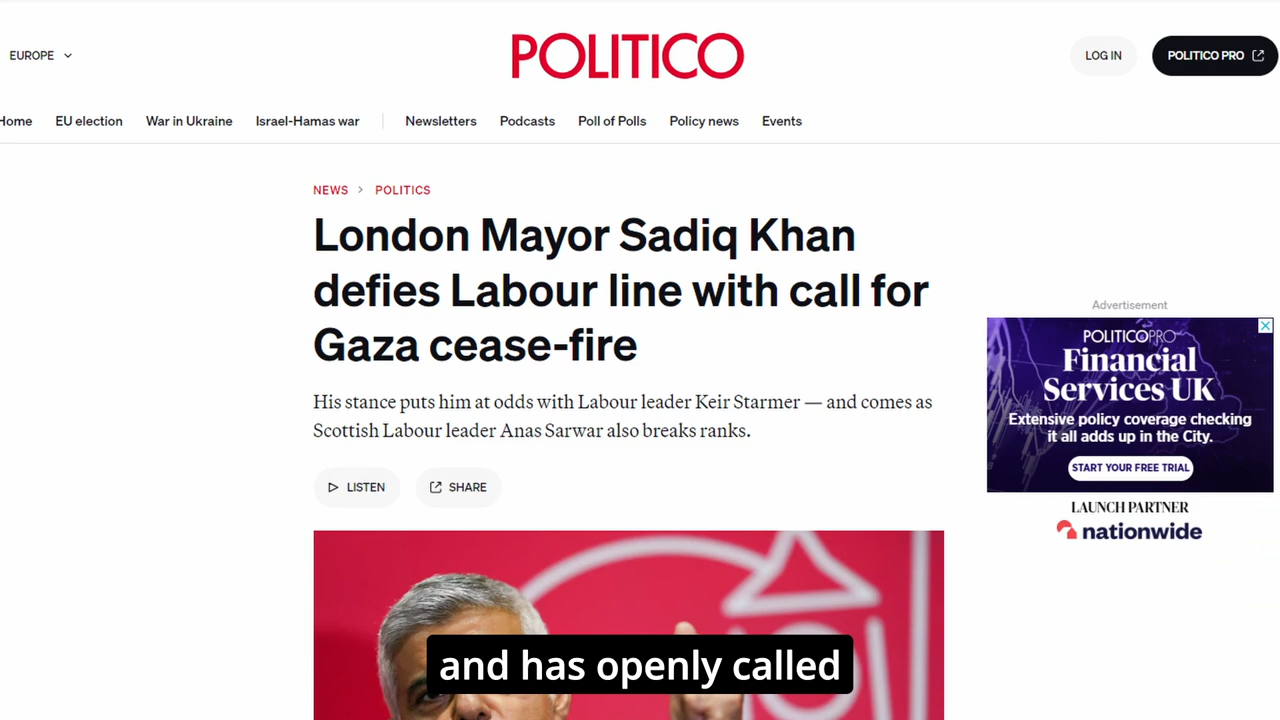 EUROPE
POLITICO
LOG IN
POLITICO PRO
Home
EU election
War in Ukraine
Israel-Hamas war
Newsletters
Podcasts
Poll of Polls
Policy news
Events
NEWS > POLITICS
London Mayor Sadiq Khan
defies Labour line with call for
Gaza cease-fire
His stance puts him at odds with Labour leader Keir Starmer — and comes as
Scottish Labour leader Anas Sarwar also breaks ranks.
LISTEN
SHARE
Advertisement
POLITICOPRO
Financial
Services UK
Extensive policy coverage checking
it all adds up in the City.
START YOUR FREE TRIAL
LAUNCH PARTNER
nationwide
and has openly called